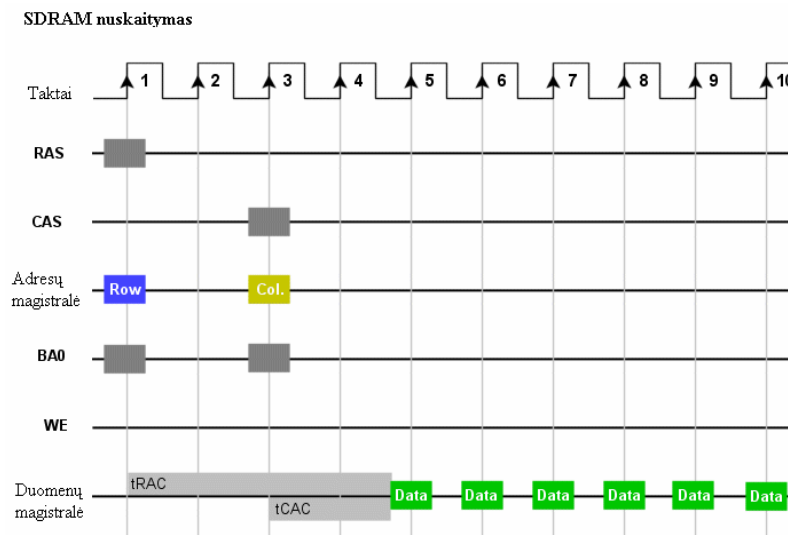 SDRAM nuskaitymas
Taktai 1 2 3 4 5 6 7 8 9 10
RAS
CAS
Adresų
magistralė
Row Col.
BA0
WE
tRAC
Duomenų
magistralė
Data Data Data Data Data Data
tCAC